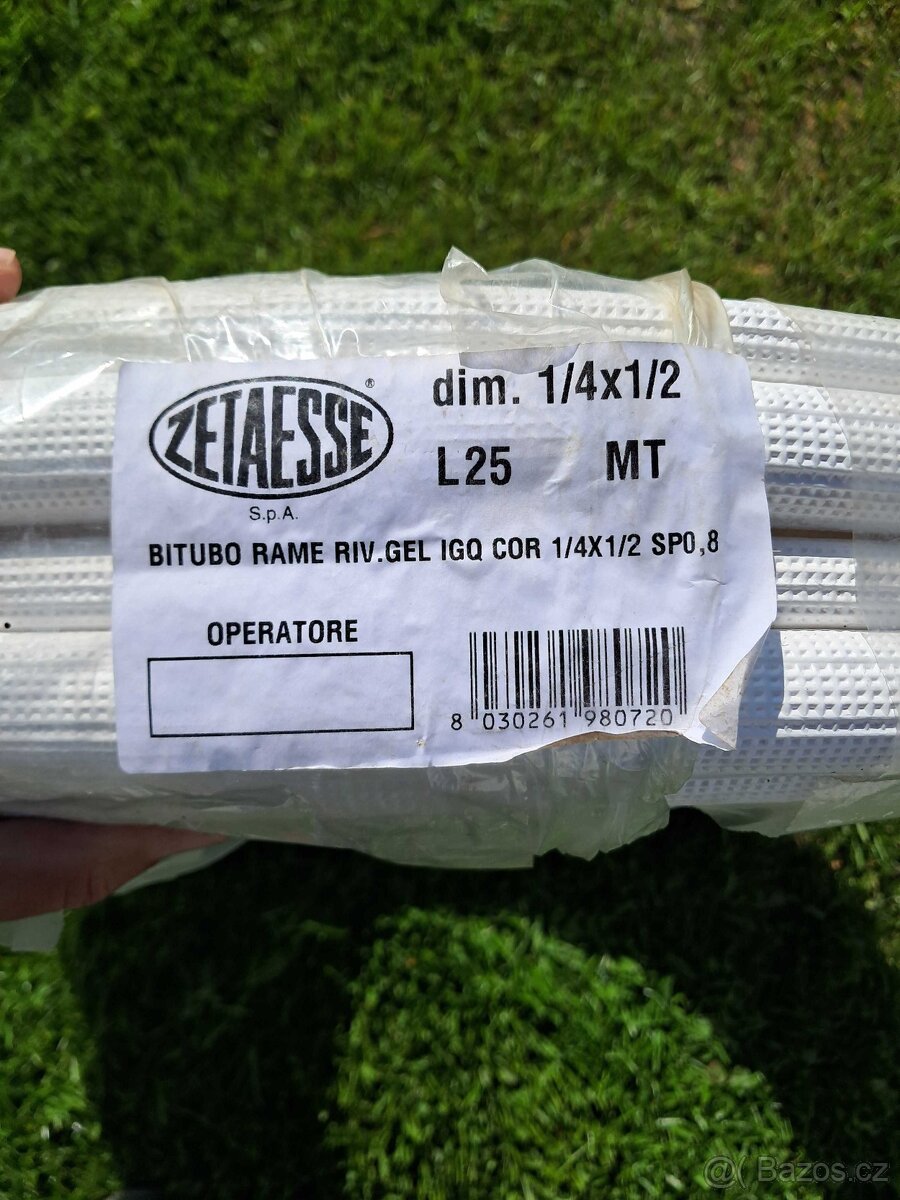 ZETAESSE®
S.p.A.
dim. 1/4x1/2
L25 MT
BITUBO RAME RIV.GEL IGQ COR 1/4X1/2 SP0,8
OPERATORE
8 030261 980720
@( Bazos.cz